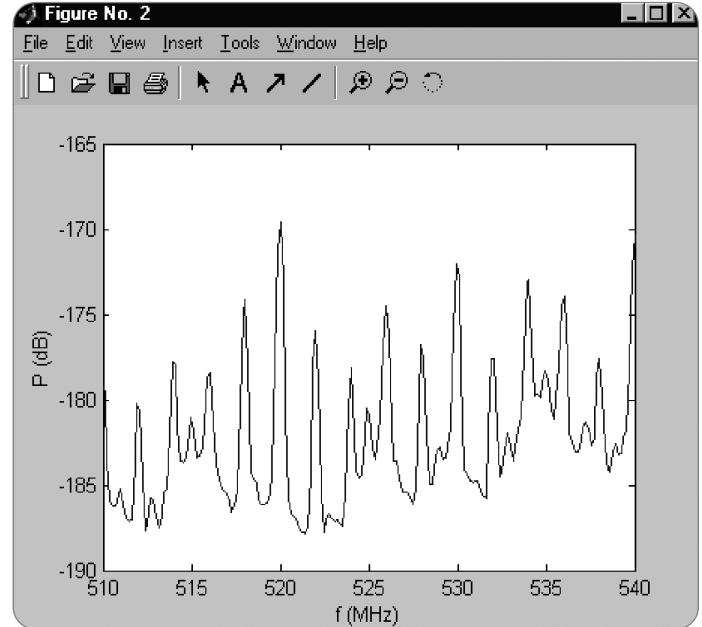 Figure No. 2
File Edit View Insert Tools Window Help
A
-165
-170
-175
-180
-185
-190
P (dB)
510 515 520 525 530 535 540
f (MHz)